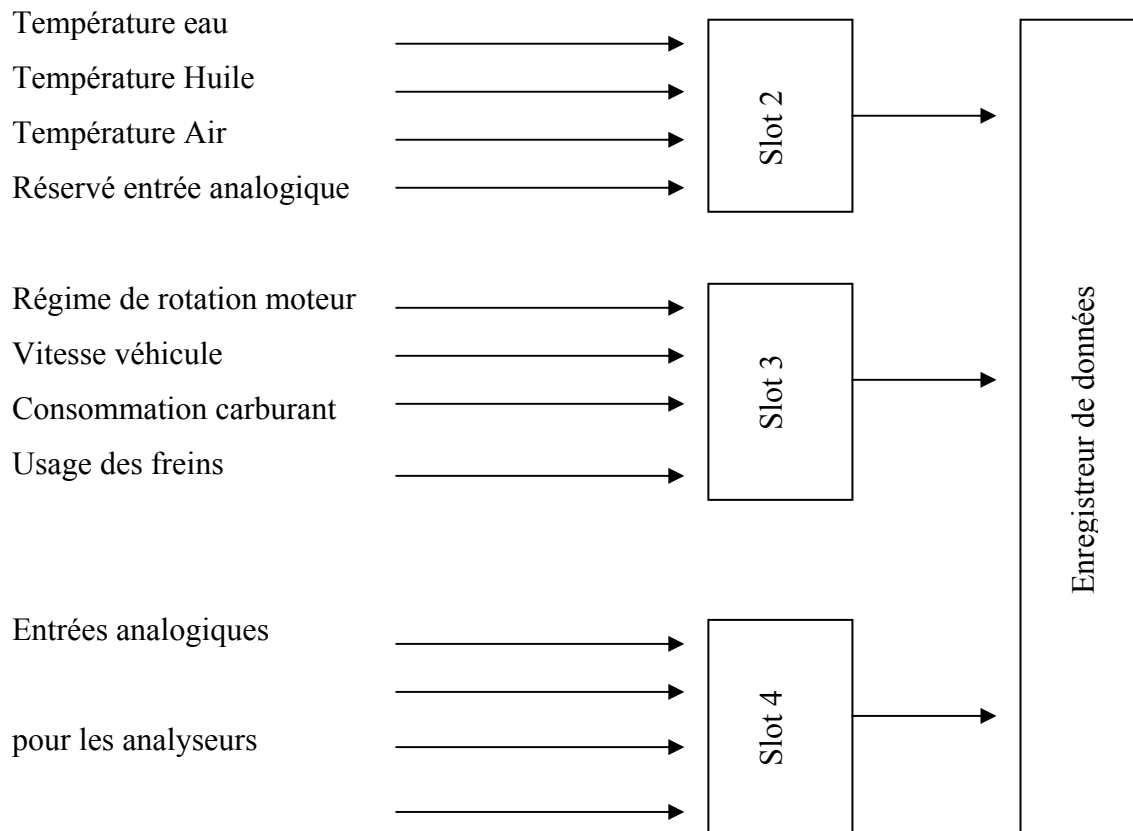 Température eau
Température Huile
Température Air
Réservé entrée analogique
Slot 2
Régime de rotation moteur
Vitesse véhicule
Consommation carburant
Usage des freins
Slot 3
Entrées analogiques
pour les analyseurs
Slot 4
Enregistreur de données